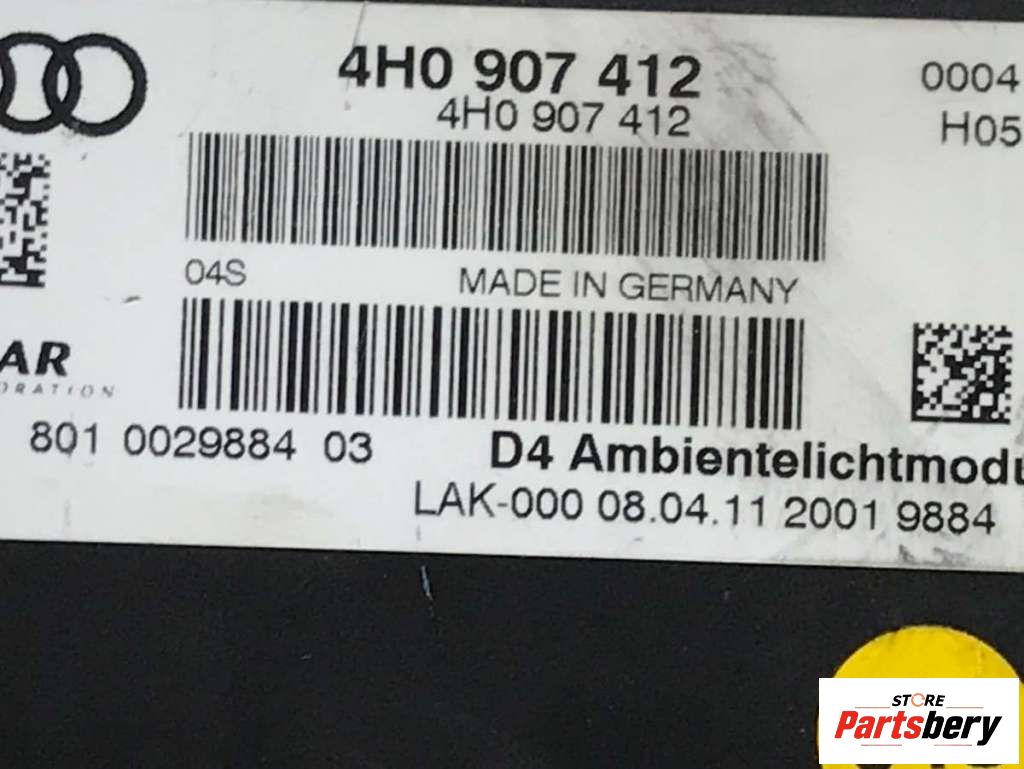 4H0 907 412
0004
4H0 907 412
H05
04S
MADE IN GERMANY
AR
ORATION
801 0029884 03
D4 Ambientelichtmodu
LAK-000 08.04.11 2001 9884
STORE
Partsbery